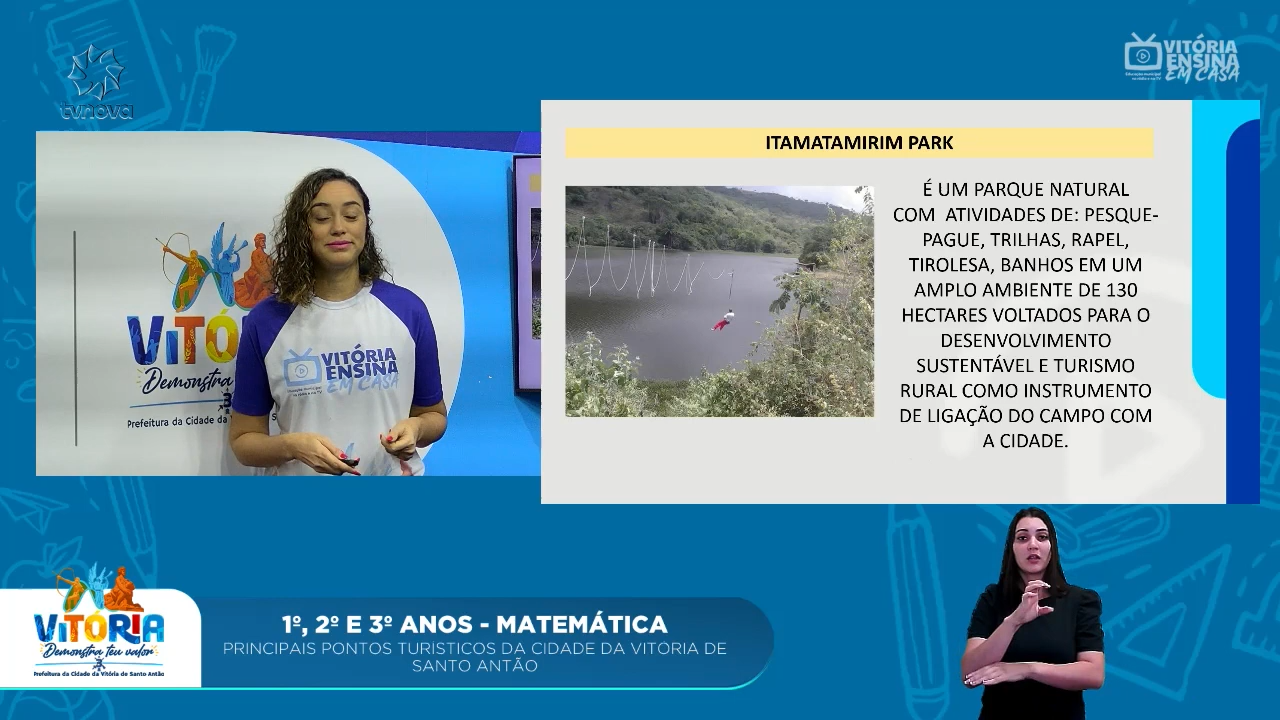 tvnova
VITÓRIA
ENSINA
EM CASA
ITAMATAMIRIM PARK
É UM PARQUE NATURAL
COM ATIVIDADES DE: PESQUE-
PAGUE, TRILHAS, RAPEL,
TIROLESA, BANHOS EM UM
AMPLO AMBIENTE DE 130
HECTARES VOLTADOS PARA O
DESENVOLVIMENTO
SUSTENTÁVEL E TURISMO
RURAL COMO INSTRUMENTO
DE LIGAÇÃO DO CAMPO COM
A CIDADE.
VITÓ
Demonstra
Prefeitura da Cidade da
VITÓRIA
ENSINA
EM CASA
1º, 2º E 3º ANOS - MATEMÁTICA
PRINCIPAIS PONTOS TURÍSTICOS DA CIDADE DA VITÓRIA DE
SANTO ANTÃO
VITÓRIA
Demonstra teu valor
Prefeitura da Cidade da Vitória de Santo Antão